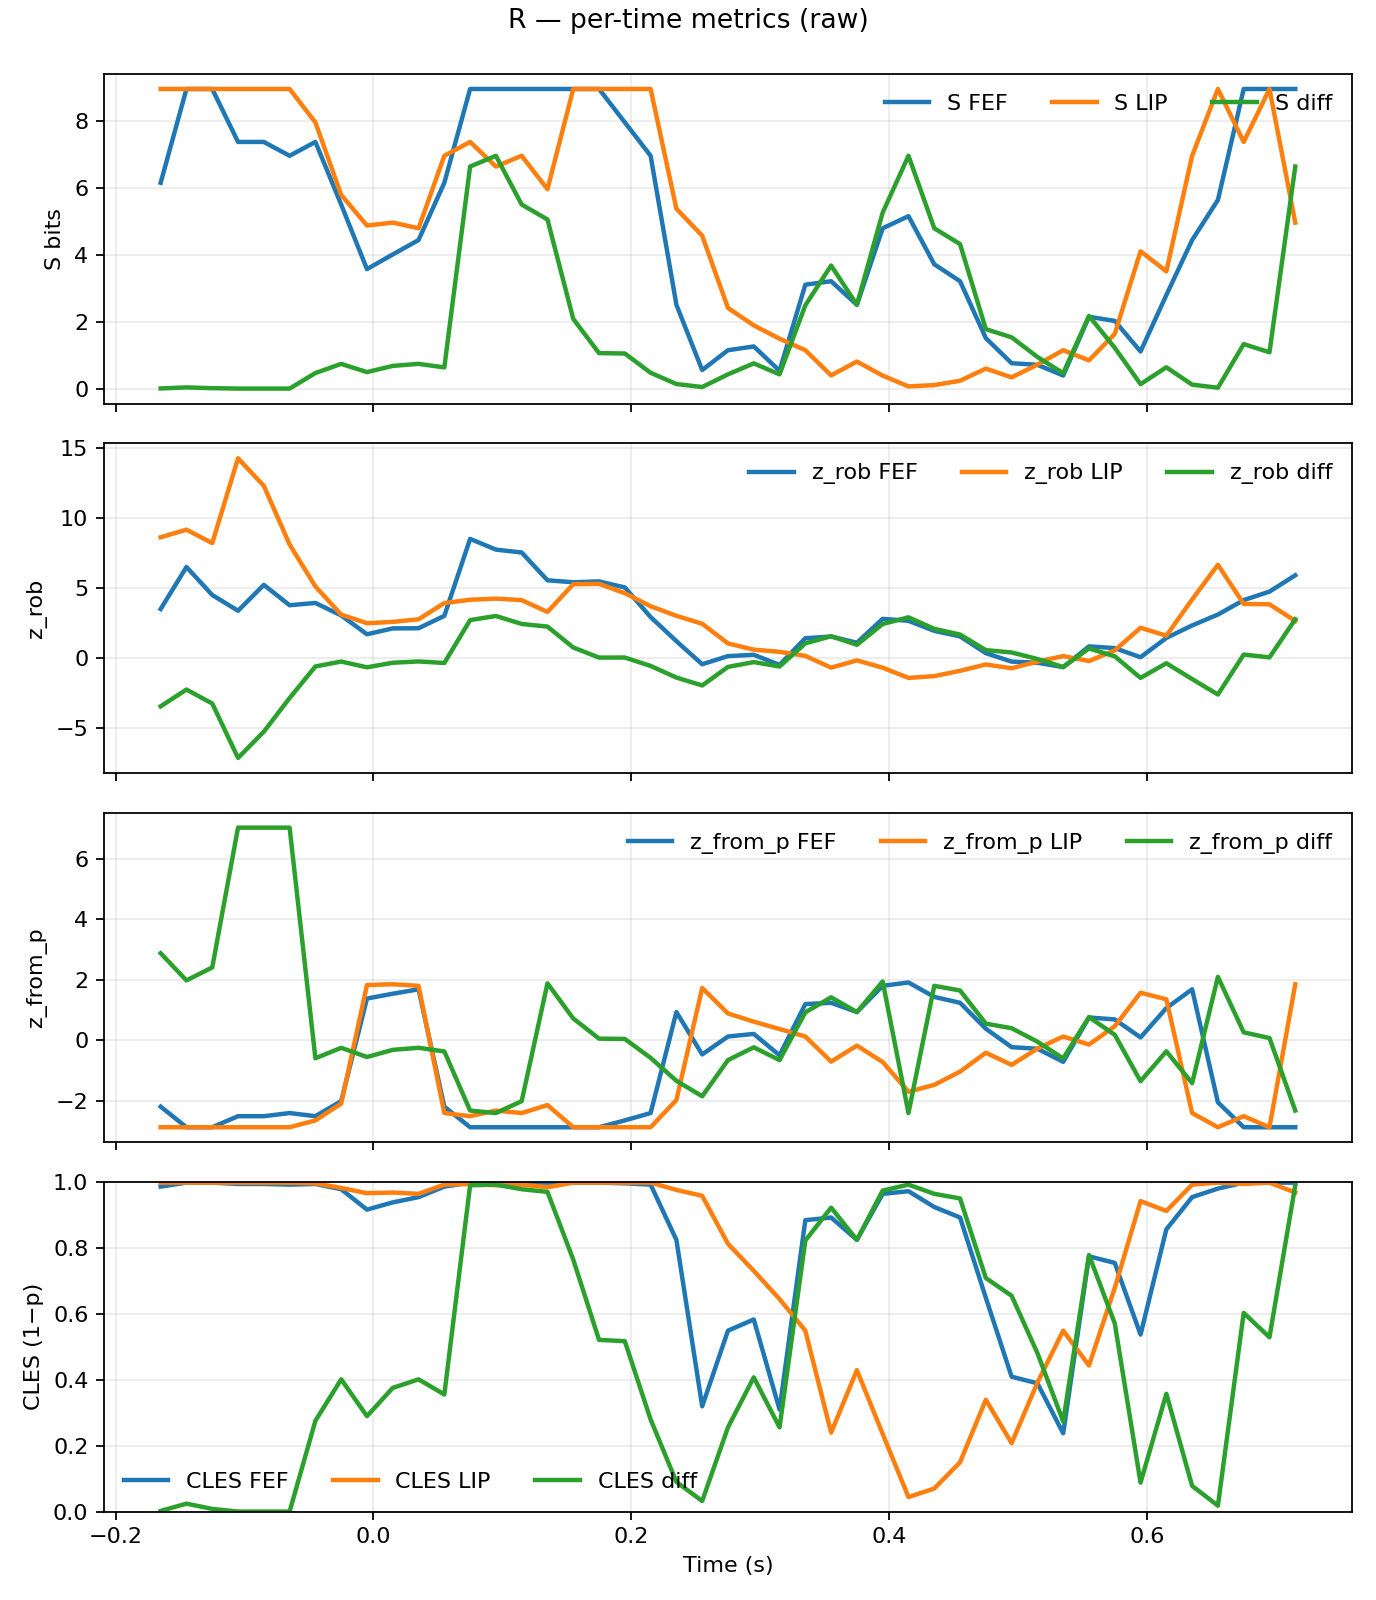 R — per-time metrics (raw)
S FEF
S LIP
S diff
8
6
4
2
0
S bits
z_rob FEF
z_rob LIP
z_rob diff
15
10
5
0
−5
z_rob
z_from_p FEF
z_from_p LIP
z_from_p diff
6
4
2
0
−2
z_from_p
1.0
0.8
0.6
0.4
0.2
0.0
CLES (1−p)
CLES FEF
CLES LIP
CLES diff
−0.2
0.0
0.2
0.4
0.6
Time (s)